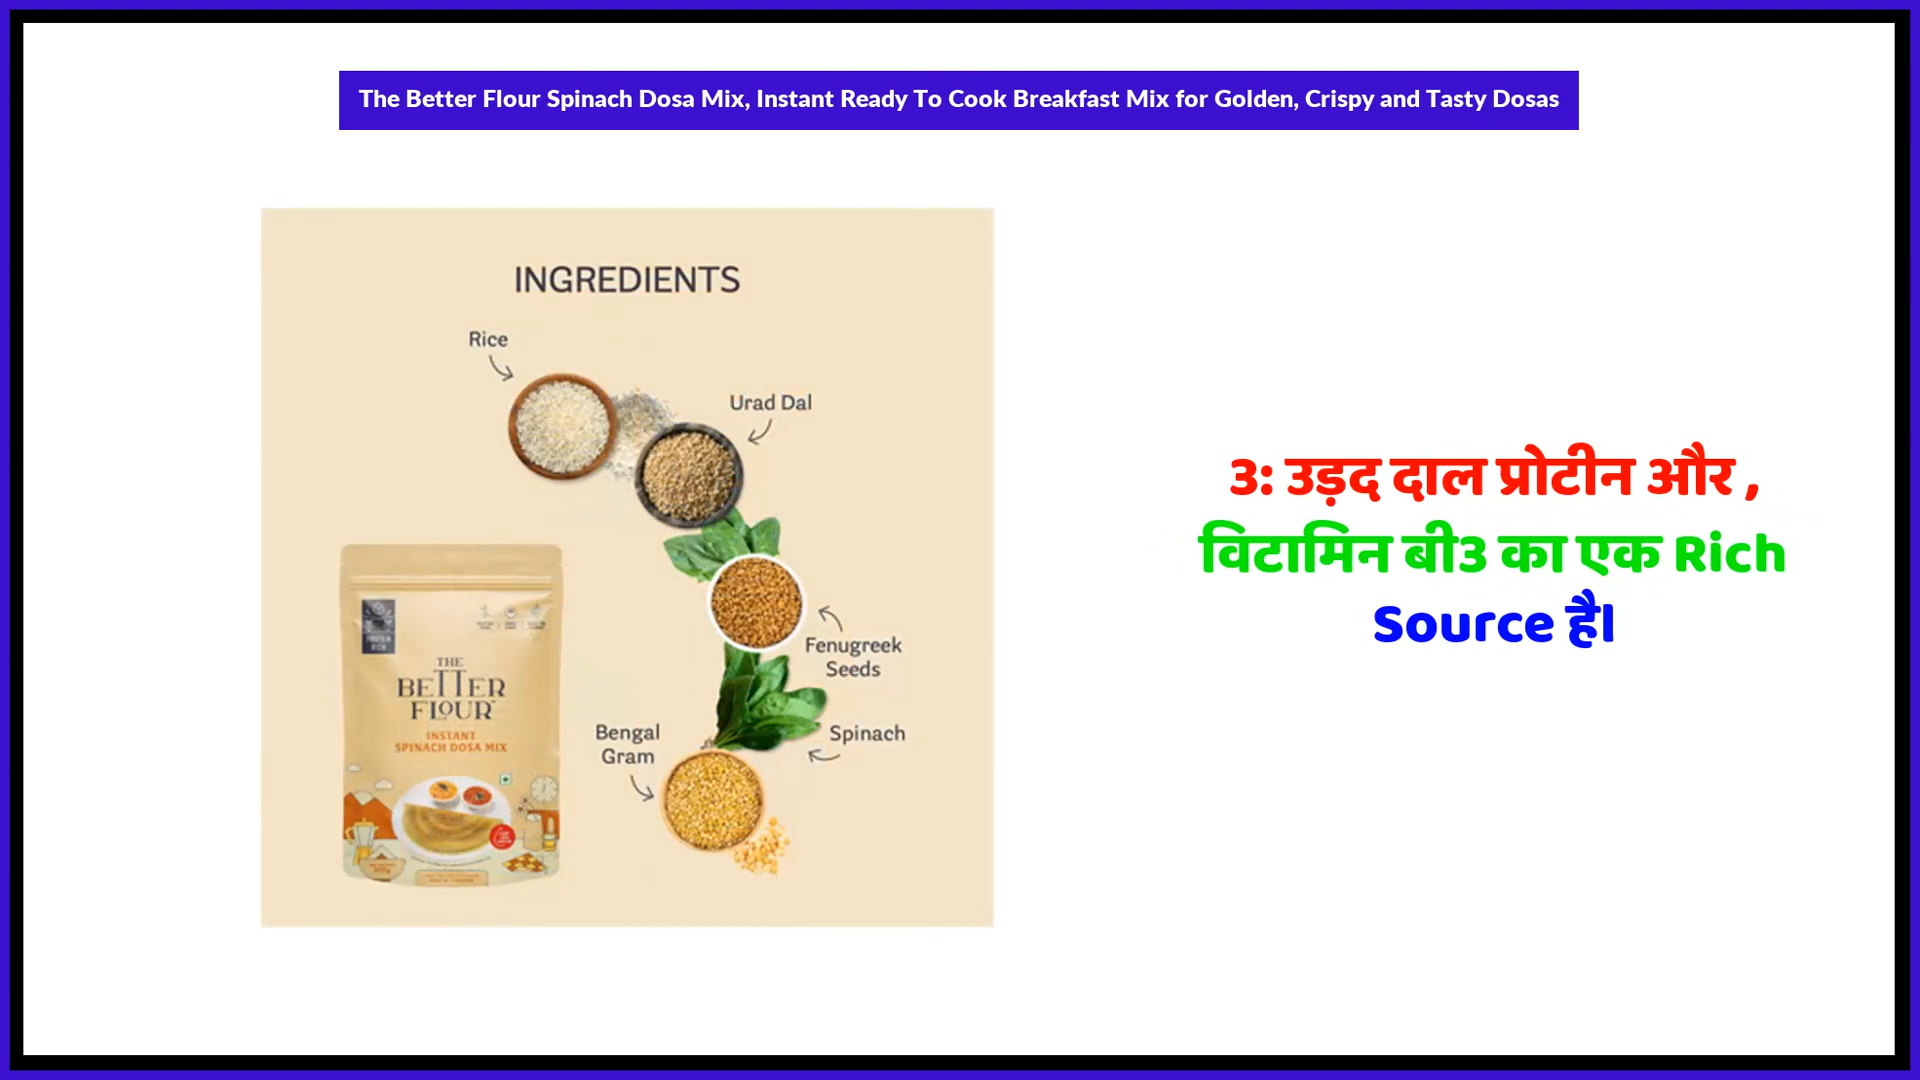 The Better Flour Spinach Dosa Mix, Instant Ready To Cook Breakfast Mix for Golden, Crispy and Tasty Dosas
INGREDIENTS
Rice
Urad Dal
Fenugreek
Seeds
Spinach
Bengal
Gram
PROTEIN
RICH
THE
BETTER
FLOUR
INSTANT
SPINACH DOSA MIX
3: उड़द दाल प्रोटीन और ,
विटामिन बी3 का एक Rich
Source है।